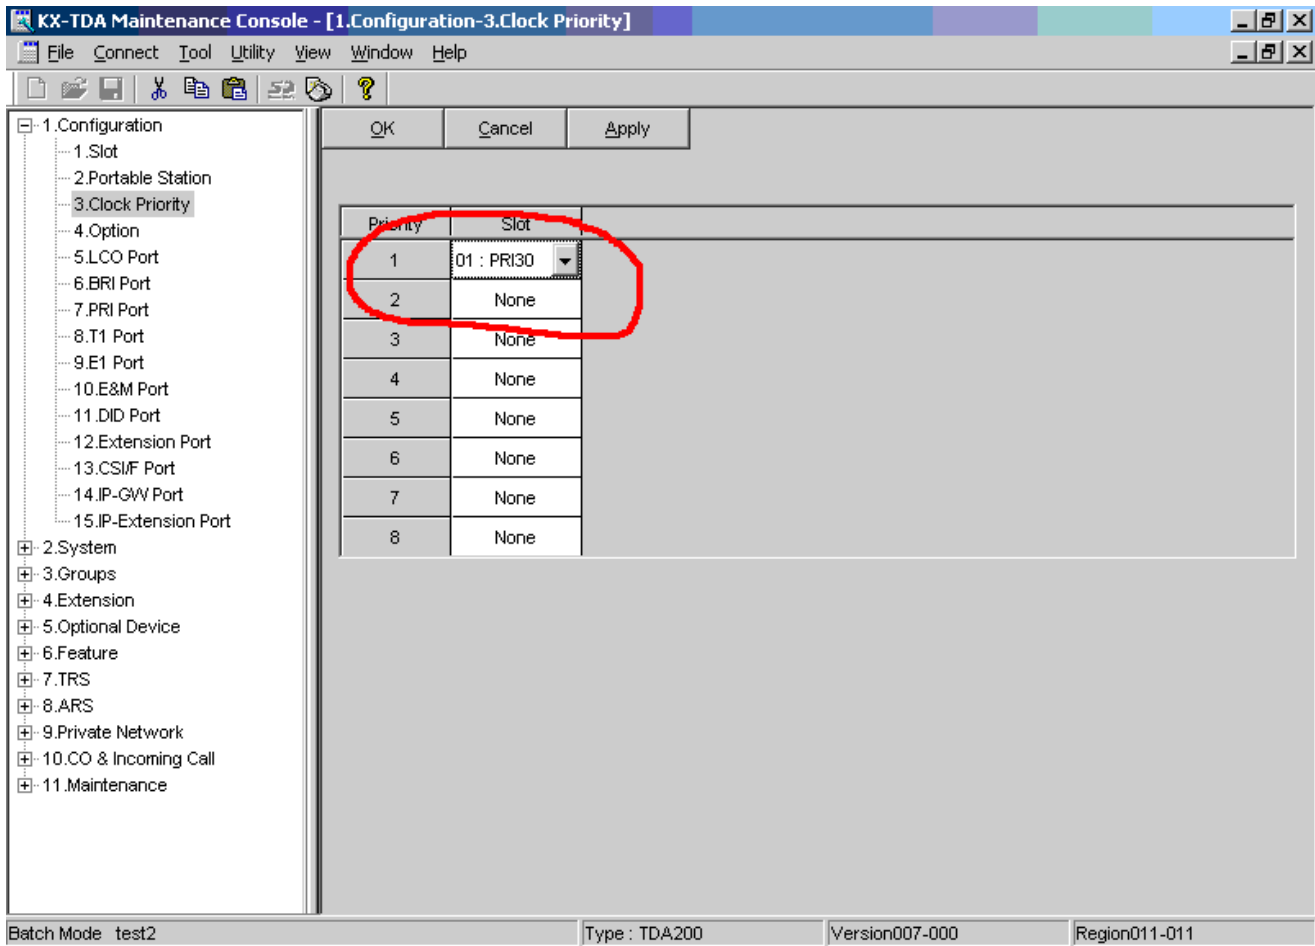 KX-TDA Maintenance Console - [1.Configuration-3.Clock Priority]
File Connect Tool Utility View Window Help
1.Configuration
1.Slot
2.Portable Station
3.Clock Priority
4.Option
5.LCO Port
6.BRI Port
7.PRI Port
8.T1 Port
9.E1 Port
10.E&M Port
11.DID Port
12.Extension Port
13.CSI/F Port
14.IP-GW Port
15.IP-Extension Port
2.System
3.Groups
4.Extension
5.Optional Device
6.Feature
7.TRS
8.ARS
9.Private Network
10.CO & Incoming Call
11.Maintenance
OK Cancel Apply
Priority Slot
1 01 : PRI30
2 None
3 None
4 None
5 None
6 None
7 None
8 None
Batch Mode test2 Type : TDA200 Version007-000 Region011-011